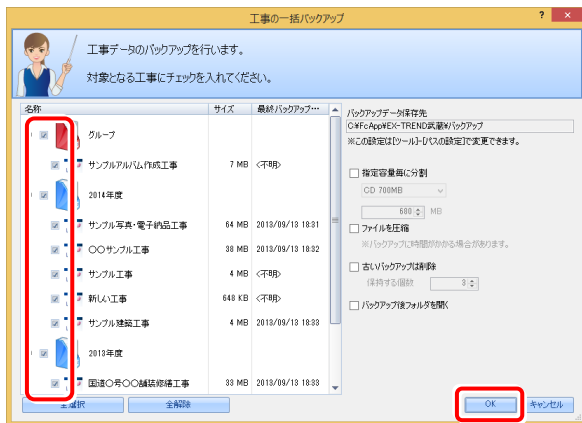 工事の一括バックアップ
? ×
工事データのバックアップを行います。
対象となる工事にチェックを入れてください。
名称 サイズ 最終バックアップ…
グループ
サンプルアルバム作成工事 7 MB <不明>
2014年度
サンプル写真・電子納品工事 64 MB 2013/09/13 18:31
〇〇サンプル工事 38 MB 2013/09/13 18:32
サンプル工事 4 MB <不明>
新しい工事 648 KB <不明>
サンプル建築工事 4 MB 2013/09/13 18:33
2013年度
国道〇号〇〇舗装修繕工事 33 MB 2013/09/13 18:33
全選択 全解除
バックアップデータ保存先
C:¥FcApp¥EX-TREND武蔵¥バックアップ
※この設定は[ツール]-[パスの設定]で変更できます。
指定容量毎に分割
CD 700MB
680 MB
ファイルを圧縮
※バックアップに時間がかかる場合があります。
古いバックアップは削除
保持する個数 3
バックアップ後フォルダを開く
OK キャンセル